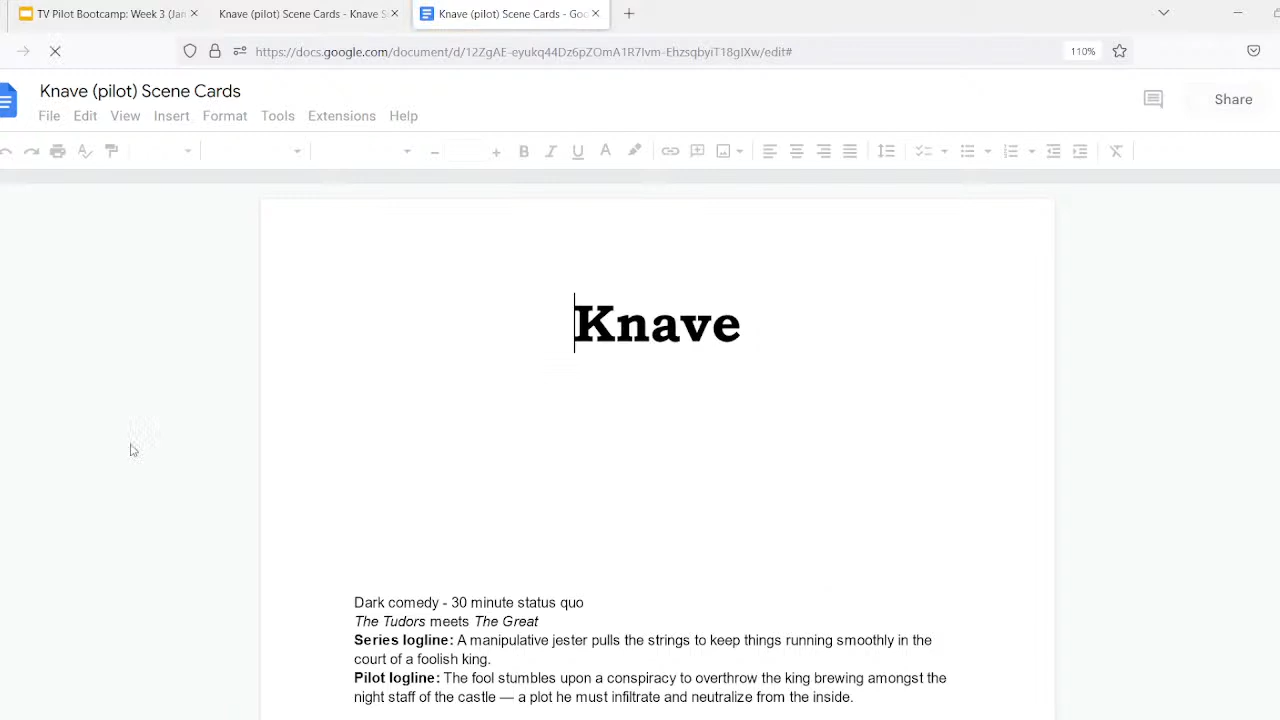 TV Pilot Bootcamp: Week 3 (Jan
Knave (pilot) Scene Cards - Knave S
Knave (pilot) Scene Cards - Goo
https://docs.google.com/document/d/12ZgAE-eyukq44Dz6pZOmA1R7Ivm-EhzsqbyiT18gIXw/edit#
110%
Knave (pilot) Scene Cards
File Edit View Insert Format Tools Extensions Help
Share
Knave
Dark comedy - 30 minute status quo
The Tudors meets The Great
Series logline: A manipulative jester pulls the strings to keep things running smoothly in the
court of a foolish king.
Pilot logline: The fool stumbles upon a conspiracy to overthrow the king brewing amongst the
night staff of the castle — a plot he must infiltrate and neutralize from the inside.